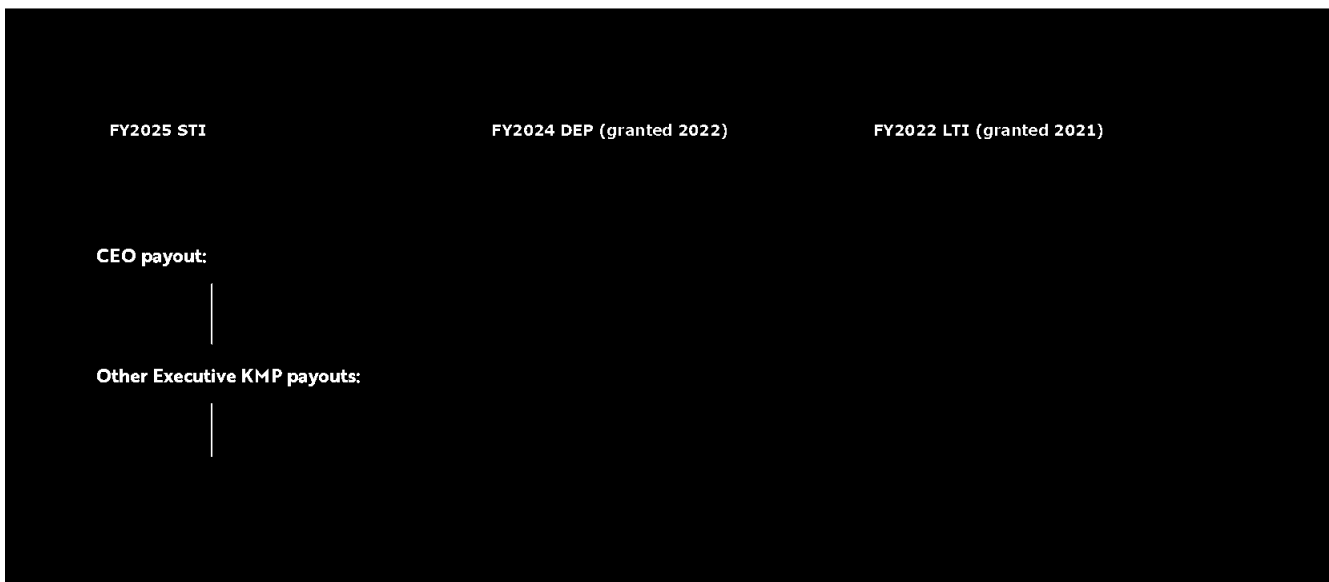 FY2025 STI
FY2024 DEP (granted 2022)
FY2022 LTI (granted 2021)
CEO payout:
Other Executive KMP payouts: